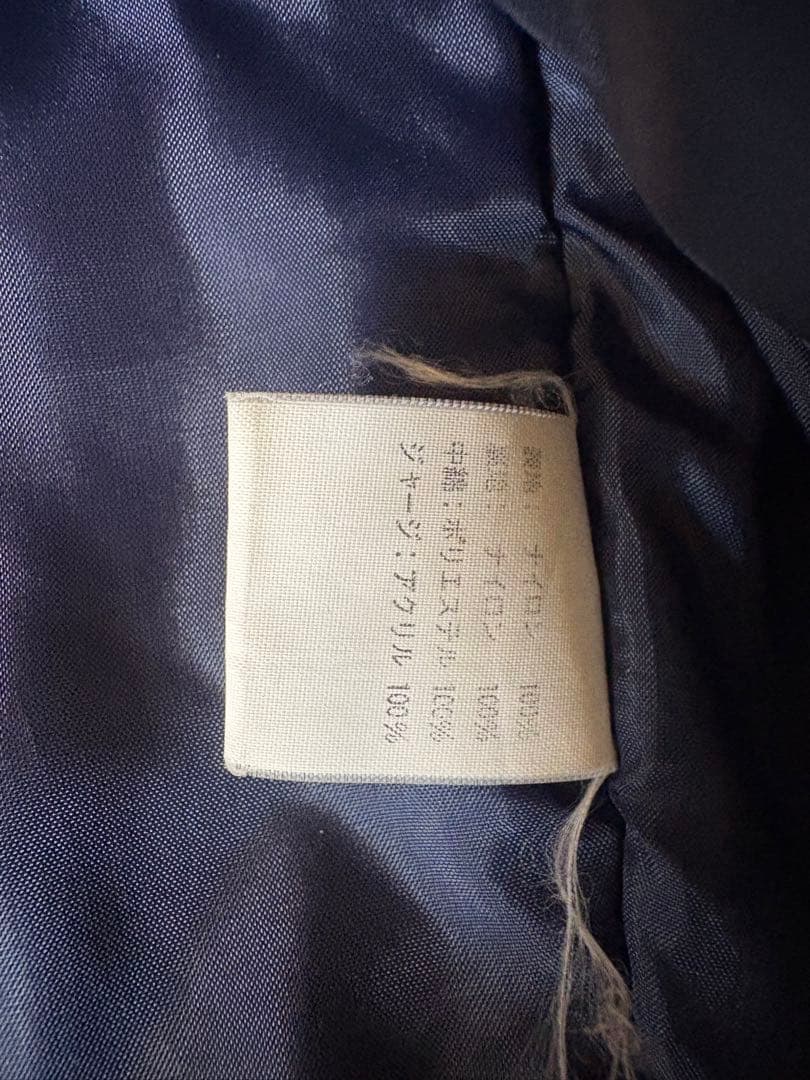 表地: ナイロン 100%
裏地: ナイロン 100%
中綿:ポリエステル 100%
ジャージ:アクリル 100%